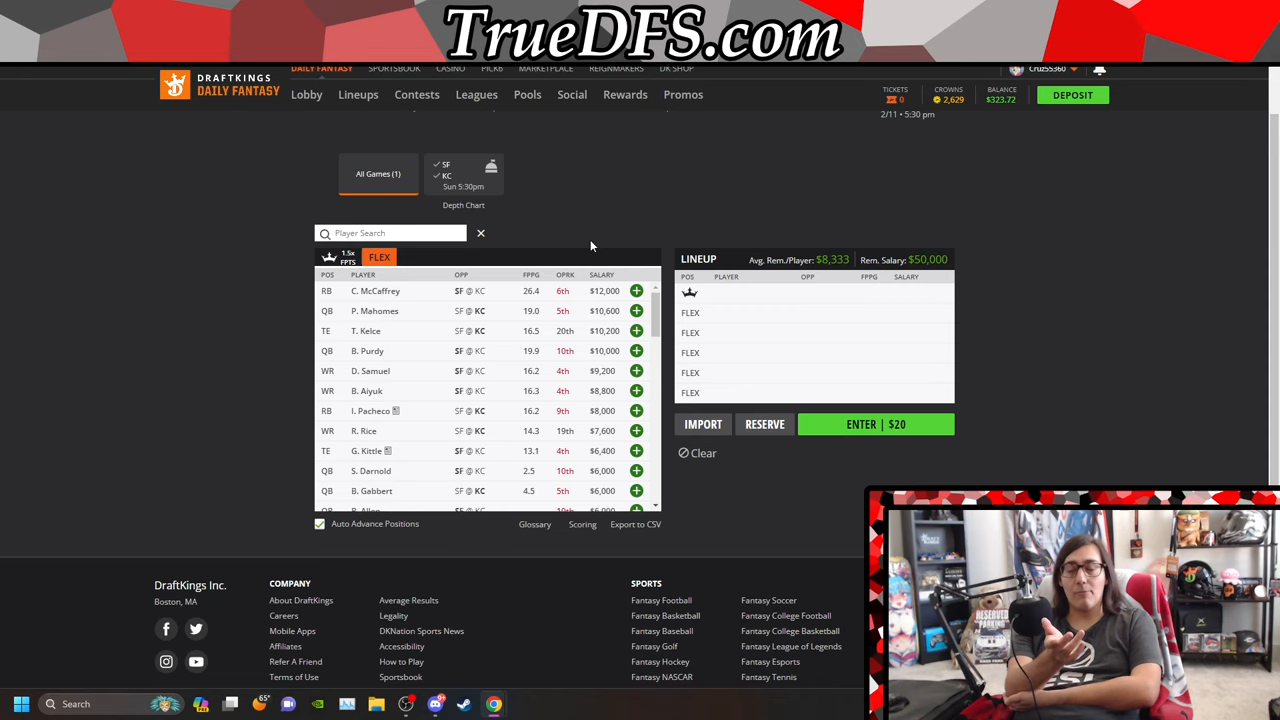 TrueDFS.com
DAILY FANTASY SPORTSBOOK CASINO PICK6 MARKETPLACE REIGNMAKERS DK SHOP Cruz55360
DRAFTKINGS
DAILY FANTASY
Lobby Lineups Contests Leagues Pools Social Rewards Promos
TICKETS CROWNS BALANCE
0 2,629 $323.72
DEPOSIT
2/11 • 5:30 pm
All Games (1)
SF
KC
Sun 5:30pm
Depth Chart
Player Search
1.5x
FPTS
FLEX
POS PLAYER OPP FPPG OPRK SALARY
RB C. McCaffrey SF @ KC 26.4 6th $12,000
QB P. Mahomes SF @ KC 19.0 5th $10,600
TE T. Kelce SF @ KC 16.5 20th $10,200
QB B. Purdy SF @ KC 19.9 10th $10,000
WR D. Samuel SF @ KC 16.2 4th $9,200
WR B. Aiyuk SF @ KC 16.3 4th $8,800
RB I. Pacheco SF @ KC 16.2 9th $8,000
WR R. Rice SF @ KC 14.3 19th $7,600
TE G. Kittle SF @ KC 13.1 4th $6,400
QB S. Darnold SF @ KC 2.5 10th $6,000
QB B. Gabbert SF @ KC 4.5 5th $6,000
Auto Advance Positions
Glossary Scoring Export to CSV
LINEUP Avg. Rem./Player: $8,333 Rem. Salary: $50,000
POS PLAYER OPP FPPG SALARY
FLEX
FLEX
FLEX
FLEX
FLEX
IMPORT RESERVE ENTER | $20
Clear
DraftKings Inc.
Boston, MA
COMPANY
About DraftKings Average Results
Careers Legality
Mobile Apps DKNation Sports News
Affiliates Accessibility
Refer A Friend How to Play
Terms of Use Sportsbook
SPORTS
Fantasy Football Fantasy Soccer
Fantasy Basketball Fantasy College Football
Fantasy Baseball Fantasy College Basketball
Fantasy Golf Fantasy League of Legends
Fantasy Hockey Fantasy Esports
Fantasy NASCAR Fantasy Tennis
RESERVED
PARKING
65°
Search